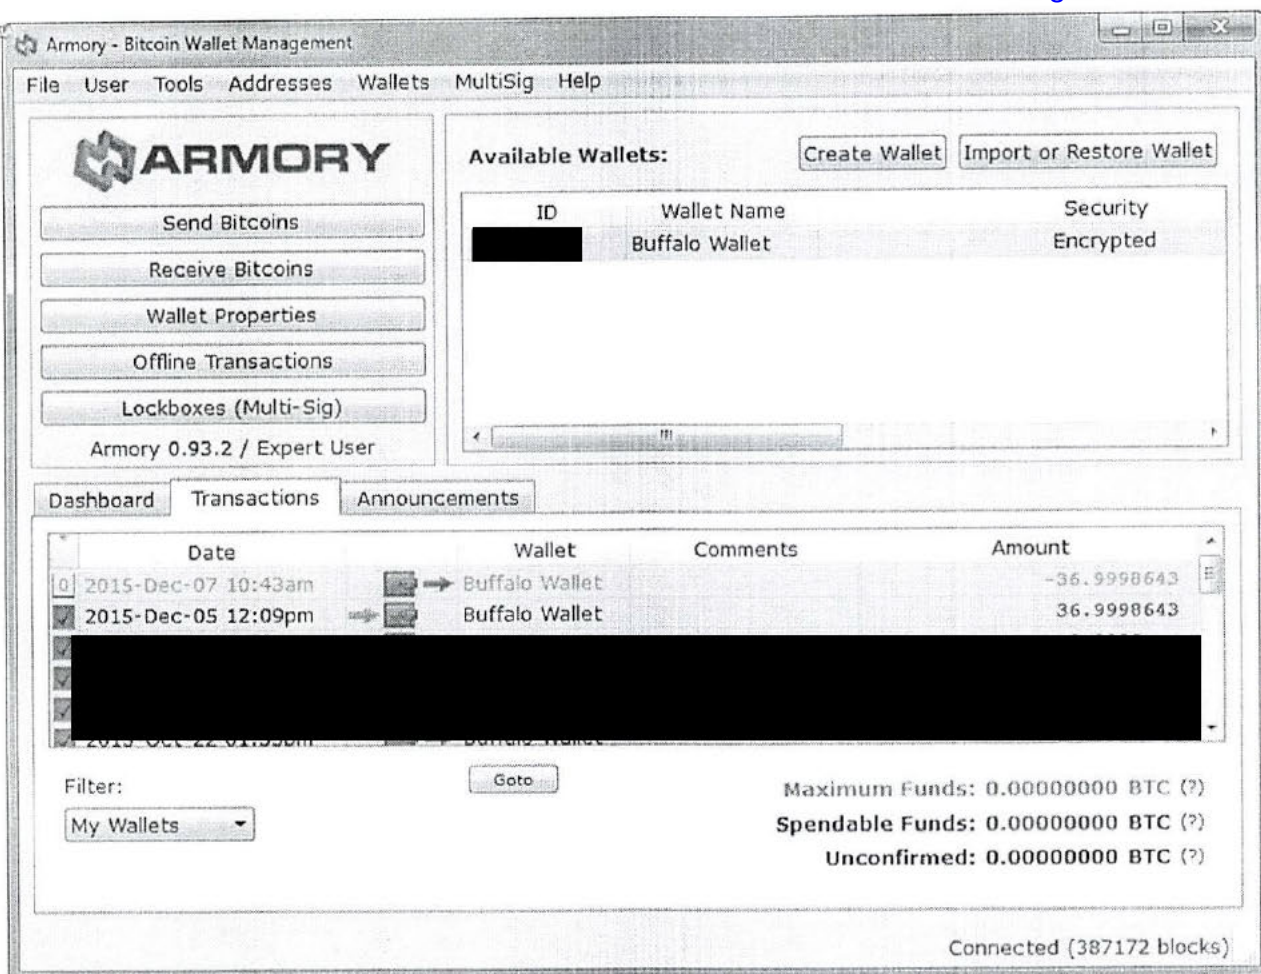 Armory - Bitcoin Wallet Management
File User Tools Addresses Wallets MultiSig Help
ARMORY
Send Bitcoins
Receive Bitcoins
Wallet Properties
Offline Transactions
Lockboxes (Multi-Sig)
Armory 0.93.2 / Expert User
Available Wallets:
Create Wallet
Import or Restore Wallet
ID Wallet Name Security
Buffalo Wallet Encrypted
Dashboard Transactions Announcements
Date Wallet Comments Amount
0 2015-Dec-07 10:43am Buffalo Wallet -36.9998643
2015-Dec-05 12:09pm Buffalo Wallet 36.9998643
Filter:
My Wallets
Goto
Maximum Funds: 0.00000000 BTC (?)
Spendable Funds: 0.00000000 BTC (?)
Unconfirmed: 0.00000000 BTC (?)
Connected (387172 blocks)